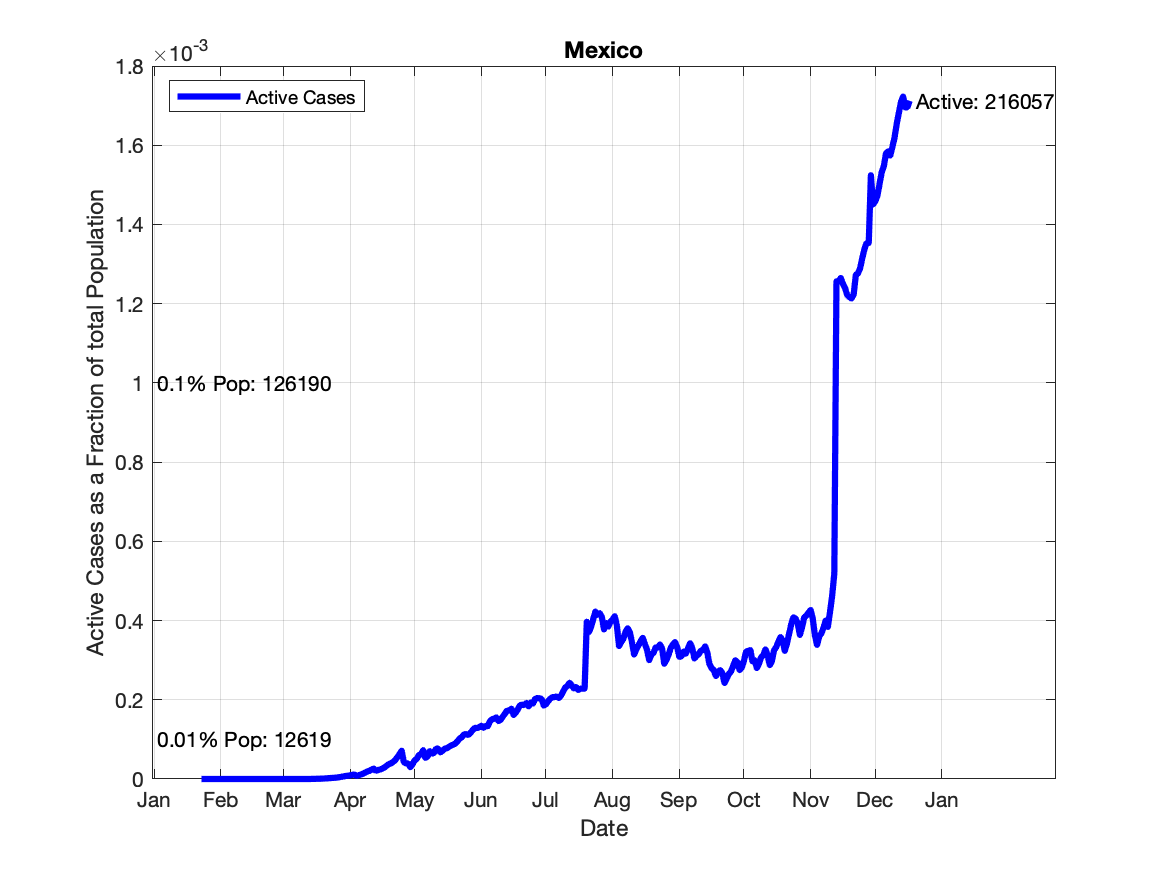 Mexico
×10-3
1.8
1.6
1.4
1.2
1
0.8
0.6
0.4
0.2
0
Active Cases as a Fraction of total Population
Active Cases
Active: 216057
0.1% Pop: 126190
0.01% Pop: 12619
Jan Feb Mar Apr May Jun Jul Aug Sep Oct Nov Dec Jan
Date